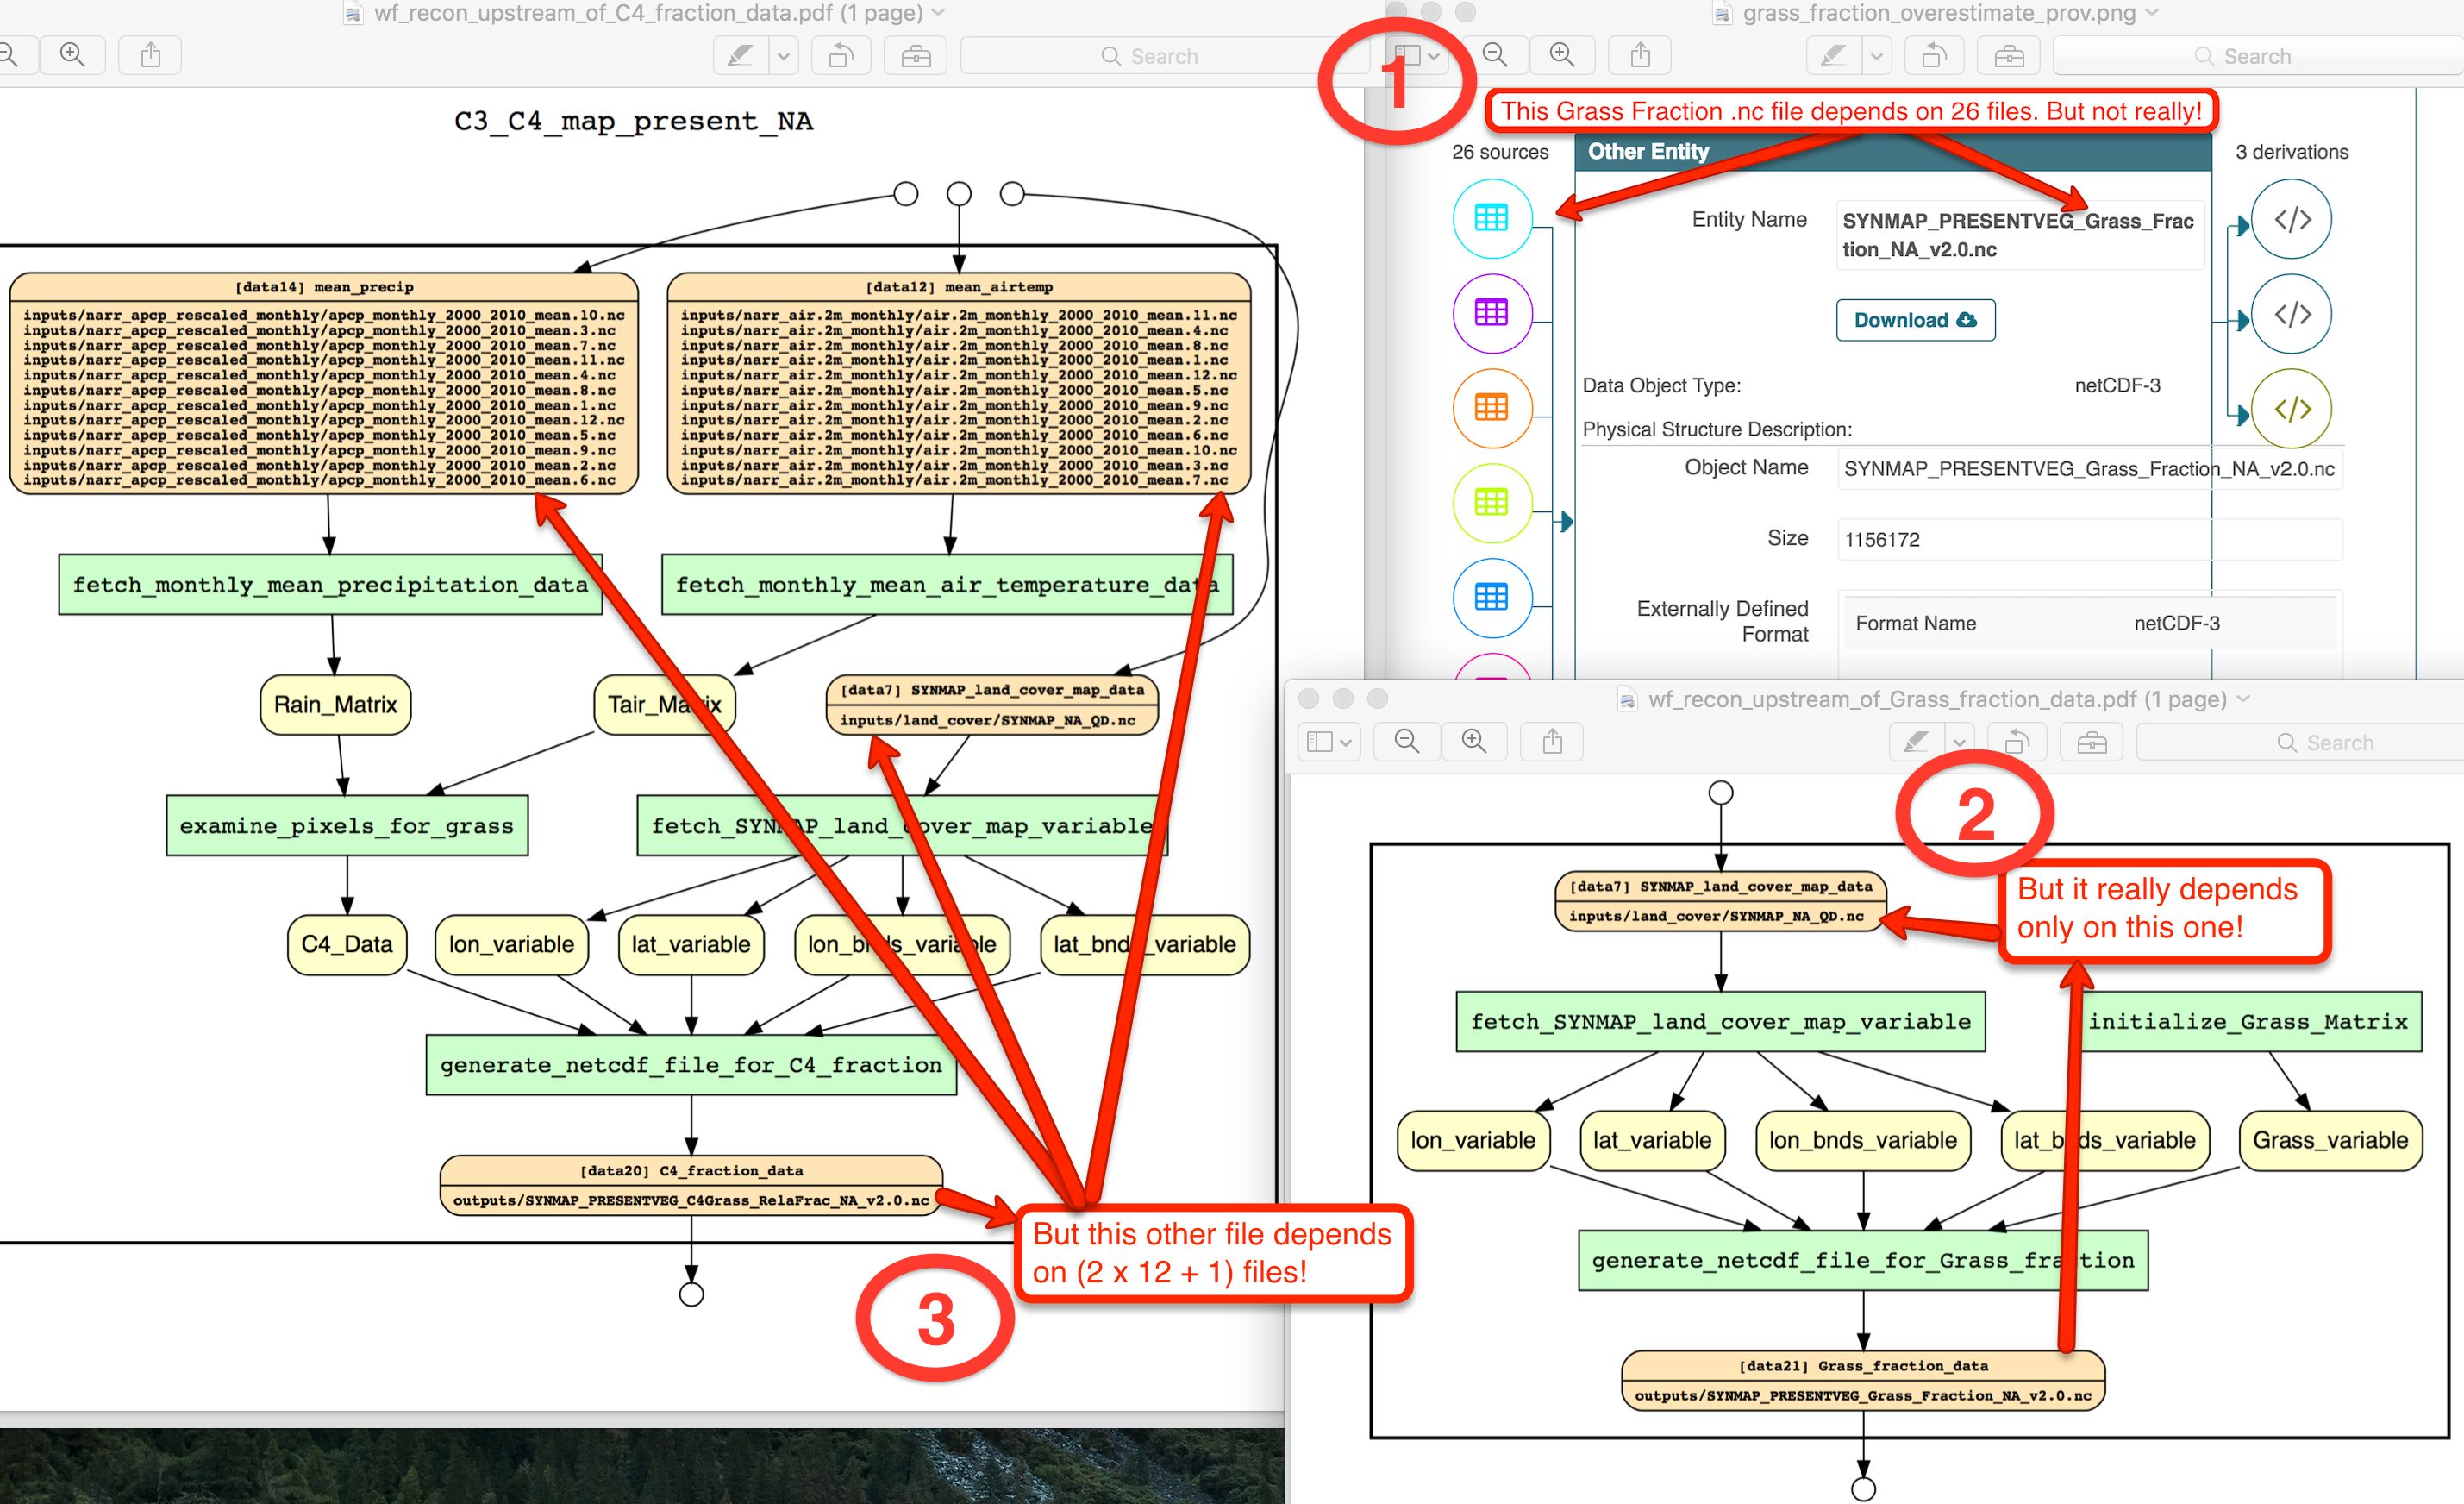 wf_recon_upstream_of_C4_fraction_data.pdf (1 page)
Search
C3_C4_map_present_NA
[data14] mean_precip
inputs/narr_apcp_rescaled_monthly/apcp_monthly_2000_2010_mean.10.nc
inputs/narr_apcp_rescaled_monthly/apcp_monthly_2000_2010_mean.3.nc
inputs/narr_apcp_rescaled_monthly/apcp_monthly_2000_2010_mean.7.nc
inputs/narr_apcp_rescaled_monthly/apcp_monthly_2000_2010_mean.11.nc
inputs/narr_apcp_rescaled_monthly/apcp_monthly_2000_2010_mean.4.nc
inputs/narr_apcp_rescaled_monthly/apcp_monthly_2000_2010_mean.8.nc
inputs/narr_apcp_rescaled_monthly/apcp_monthly_2000_2010_mean.1.nc
inputs/narr_apcp_rescaled_monthly/apcp_monthly_2000_2010_mean.12.nc
inputs/narr_apcp_rescaled_monthly/apcp_monthly_2000_2010_mean.5.nc
inputs/narr_apcp_rescaled_monthly/apcp_monthly_2000_2010_mean.9.nc
inputs/narr_apcp_rescaled_monthly/apcp_monthly_2000_2010_mean.2.nc
inputs/narr_apcp_rescaled_monthly/apcp_monthly_2000_2010_mean.6.nc
[data12] mean_airtemp
inputs/narr_air.2m_monthly/air.2m_monthly_2000_2010_mean.11.nc
inputs/narr_air.2m_monthly/air.2m_monthly_2000_2010_mean.4.nc
inputs/narr_air.2m_monthly/air.2m_monthly_2000_2010_mean.8.nc
inputs/narr_air.2m_monthly/air.2m_monthly_2000_2010_mean.1.nc
inputs/narr_air.2m_monthly/air.2m_monthly_2000_2010_mean.12.nc
inputs/narr_air.2m_monthly/air.2m_monthly_2000_2010_mean.5.nc
inputs/narr_air.2m_monthly/air.2m_monthly_2000_2010_mean.9.nc
inputs/narr_air.2m_monthly/air.2m_monthly_2000_2010_mean.2.nc
inputs/narr_air.2m_monthly/air.2m_monthly_2000_2010_mean.6.nc
inputs/narr_air.2m_monthly/air.2m_monthly_2000_2010_mean.10.nc
inputs/narr_air.2m_monthly/air.2m_monthly_2000_2010_mean.3.nc
inputs/narr_air.2m_monthly/air.2m_monthly_2000_2010_mean.7.nc
fetch_monthly_mean_precipitation_data
fetch_monthly_mean_air_temperature_data
Rain_Matrix
Tair_Matrix
[data7] SYNMAP_land_cover_map_data
inputs/land_cover/SYNMAP_NA_QD.nc
examine_pixels_for_grass
fetch_SYNMAP_land_cover_map_variable
C4_Data
lon_variable
lat_variable
lon_bnds_variable
lat_bnds_variable
generate_netcdf_file_for_C4_fraction
[data20] C4_fraction_data
outputs/SYNMAP_PRESENTVEG_C4Grass_RelaFrac_NA_v2.0.nc
But this other file depends
on (2 x 12 + 1) files!
3
grass_fraction_overestimate_prov.png
Search
1
This Grass Fraction .nc file depends on 26 files. But not really!
26 sources
Other Entity
3 derivations
Entity Name
SYNMAP_PRESENTVEG_Grass_Frac
tion_NA_v2.0.nc
Download
Data Object Type:
netCDF-3
Physical Structure Description:
Object Name
SYNMAP_PRESENTVEG_Grass_Fraction_NA_v2.0.nc
Size
1156172
Externally Defined
Format
Format Name
netCDF-3
wf_recon_upstream_of_Grass_fraction_data.pdf (1 page)
Search
2
[data7] SYNMAP_land_cover_map_data
inputs/land_cover/SYNMAP_NA_QD.nc
But it really depends
only on this one!
fetch_SYNMAP_land_cover_map_variable
initialize_Grass_Matrix
lon_variable
lat_variable
lon_bnds_variable
lat_bnds_variable
Grass_variable
generate_netcdf_file_for_Grass_fraction
[data21] Grass_fraction_data
outputs/SYNMAP_PRESENTVEG_Grass_Fraction_NA_v2.0.nc